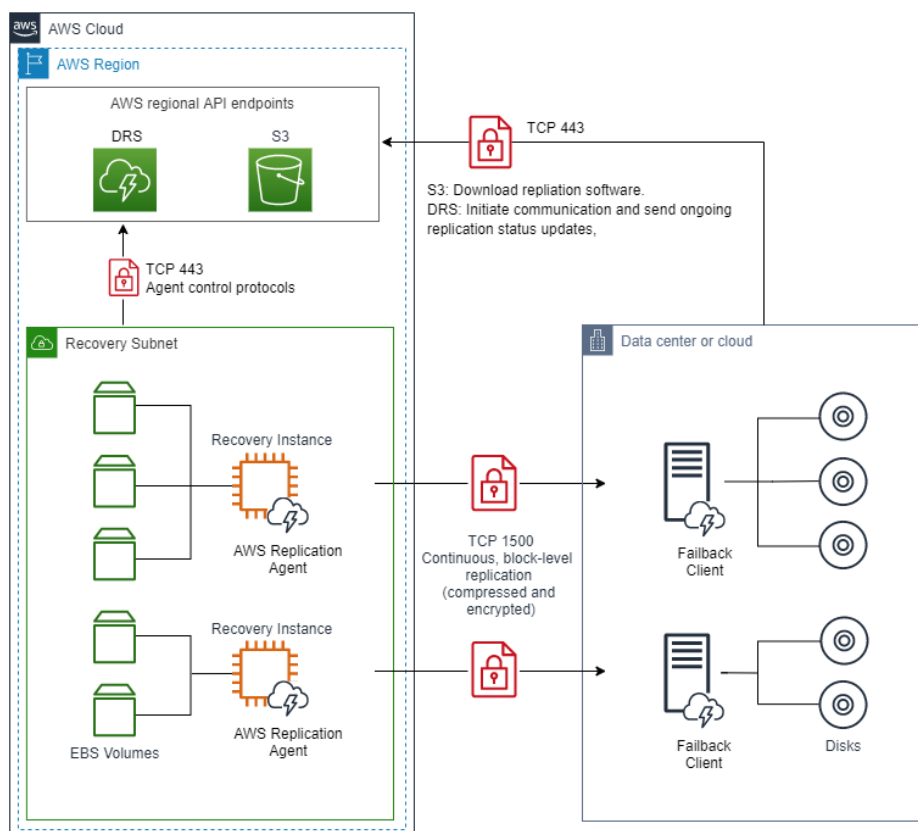 aws
AWS Cloud
AWS Region
AWS regional API endpoints
DRS
S3
TCP 443
S3: Download repliation software.
DRS: Initiate communication and send ongoing
replication status updates,
TCP 443
Agent control protocols
Recovery Subnet
Data center or cloud
Recovery Instance
AWS Replication
Agent
TCP 1500
Continuous, block-level
replication
(compressed and
encrypted)
Failback
Client
Recovery Instance
AWS Replication
Agent
EBS Volumes
Failback
Client
Disks